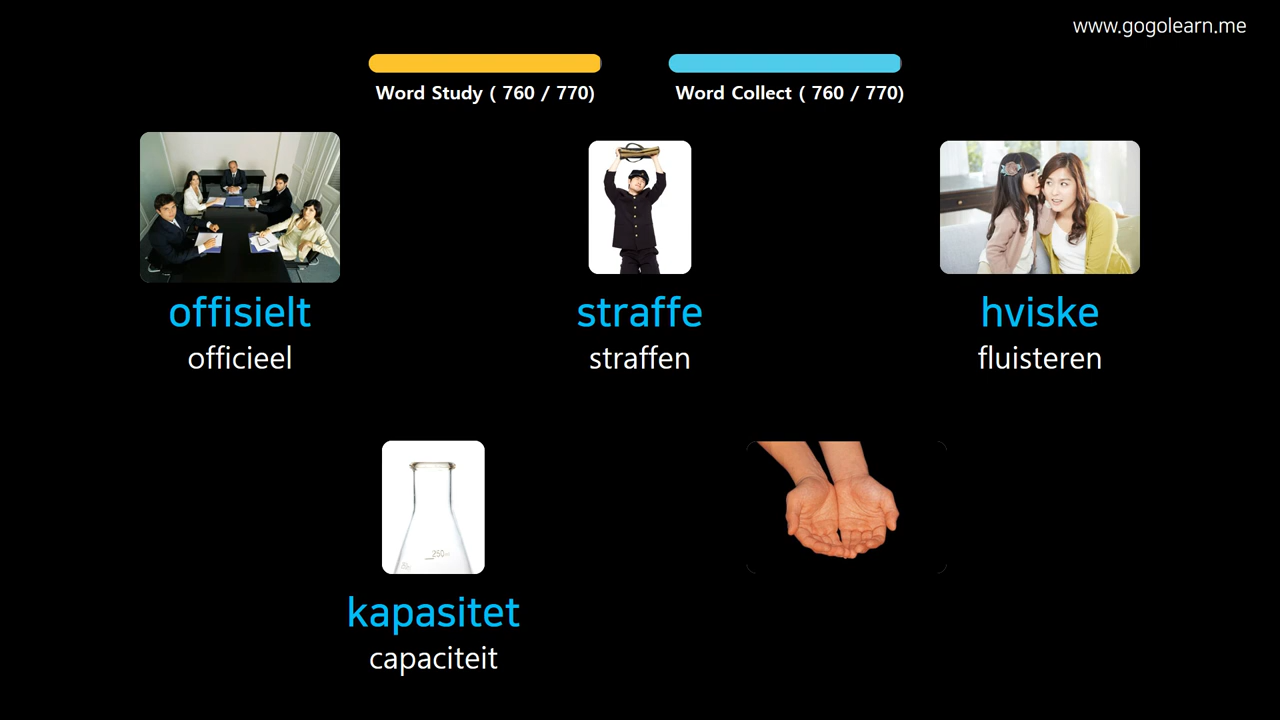 www.gogolearn.me
Word Study ( 760 / 770)
Word Collect ( 760 / 770)
offisielt
officieel
straffe
straffen
hviske
fluisteren
250
kapasitet
capaciteit